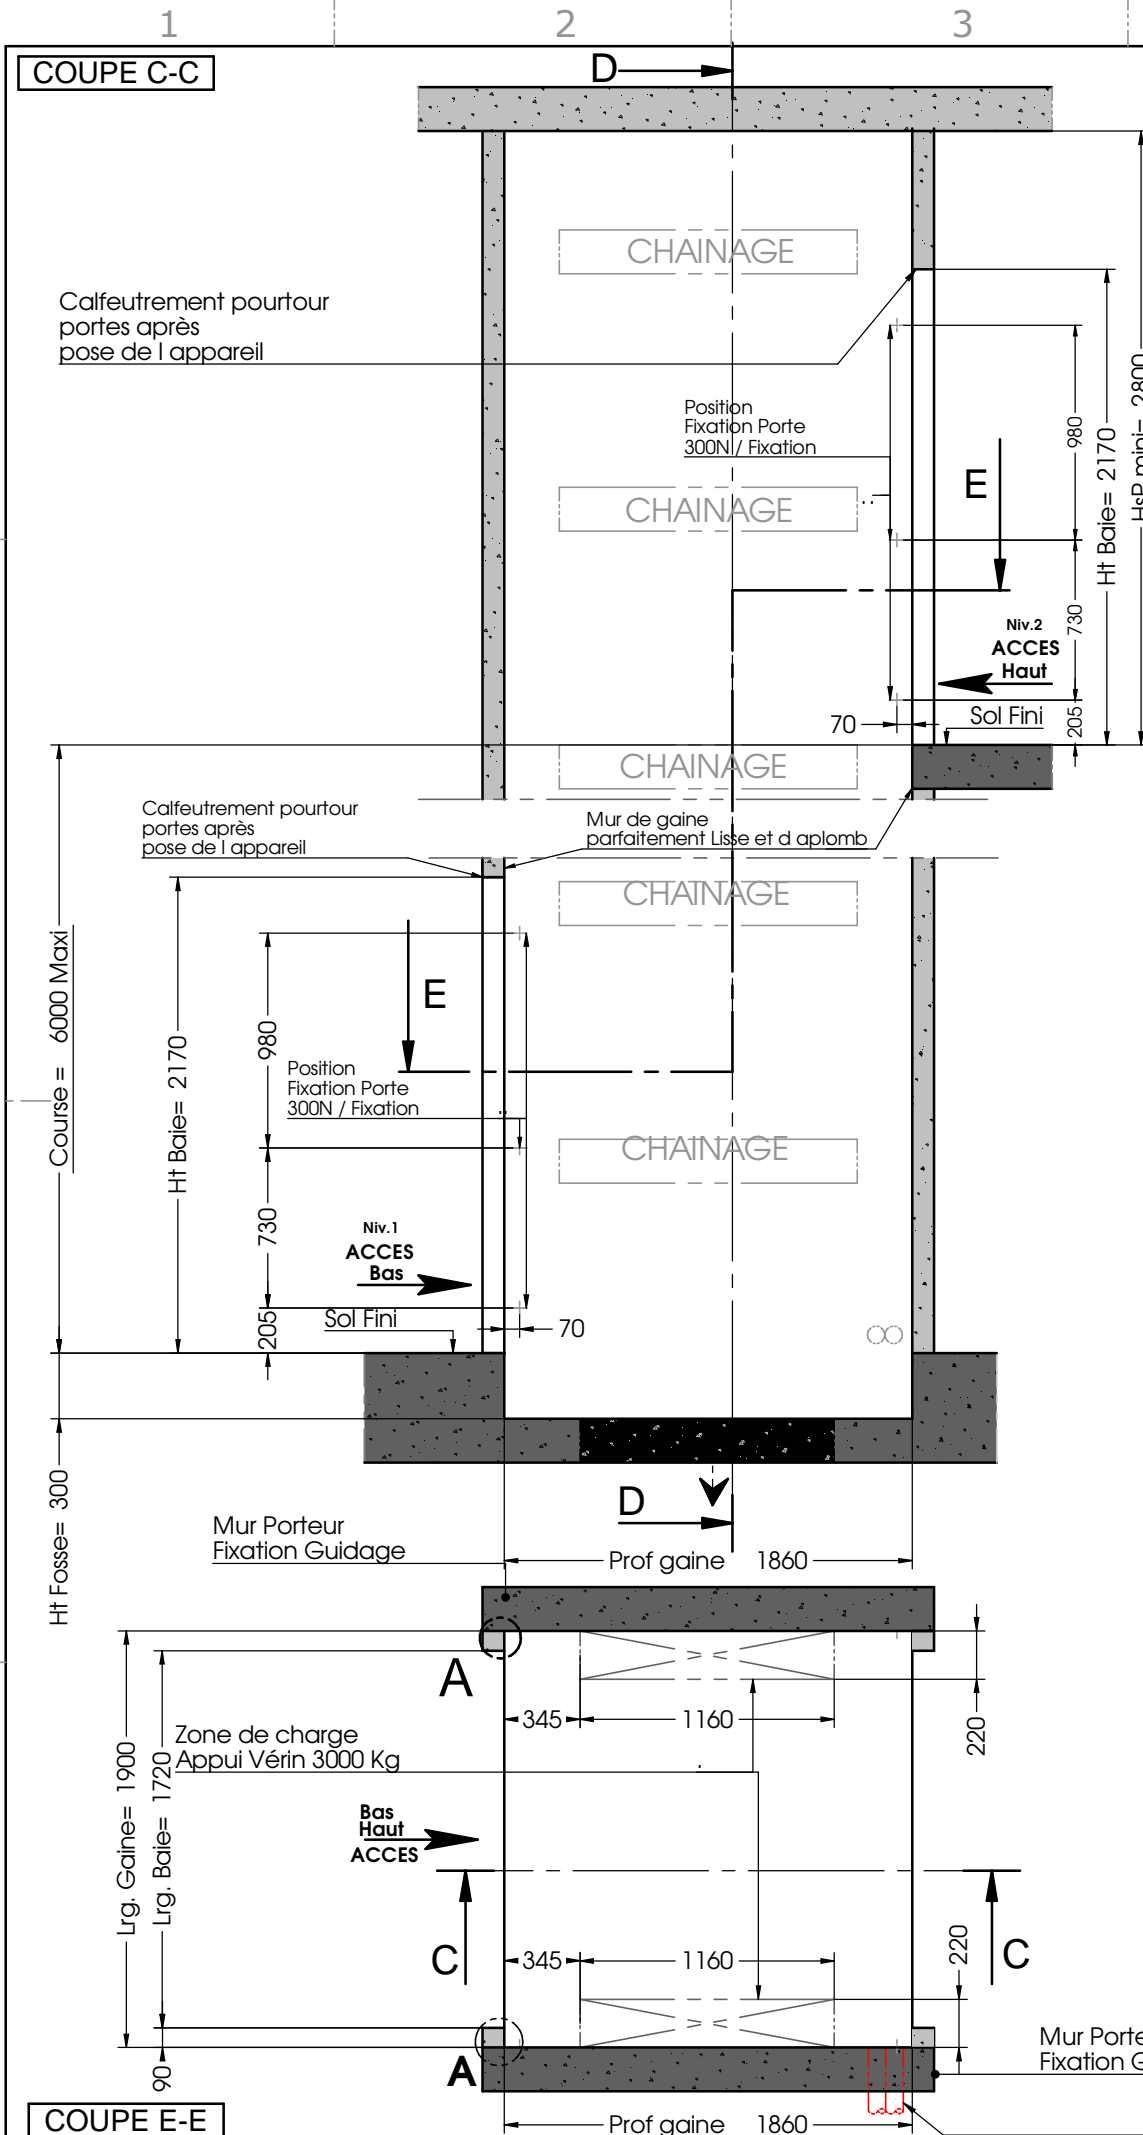 1
2
3
COUPE C-C
D
CHAINAGE
Calfeutrement pourtour
portes après
pose de l appareil
Position
Fixation Porte
300N / Fixation
CHAINAGE
E
980
Ht Baie= 2170
HsP mini= 2800
730
Niv.2
ACCES
Haut
Sol Fini
70
205
CHAINAGE
Calfeutrement pourtour
portes après
pose de l appareil
Mur de gaine
parfaitement Lisse et d aplomb
CHAINAGE
Course = 6000 Maxi
Ht Baie= 2170
980
E
Position
Fixation Porte
300N / Fixation
CHAINAGE
730
Niv.1
ACCES
Bas
Sol Fini
205
70
Ht Fosse= 300
D
Mur Porteur
Fixation Guidage
Prof gaine 1860
A
345
1160
220
Zone de charge
Appui Vérin 3000 Kg
Lrg. Gaine= 1900
Lrg. Baie= 1720
Bas
Haut
ACCES
C
C
345
1160
220
90
A
Mur Porte
Fixation G
COUPE E-E
Prof gaine 1860